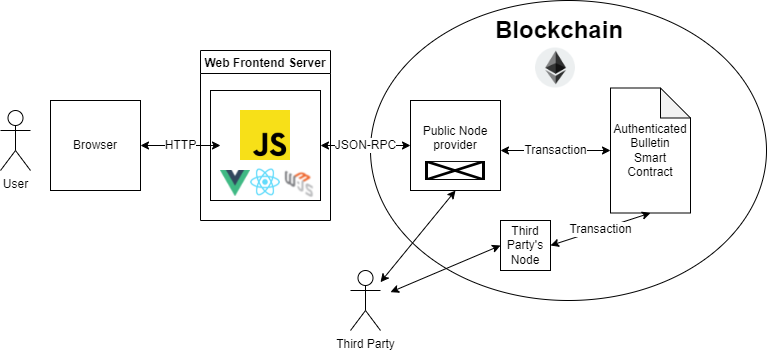 Blockchain
Web Frontend Server
JS
W3JS
User
Browser
HTTP
JSON-RPC
Public Node
provider
Transaction
Authenticated
Bulletin
Smart
Contract
Third
Party's
Node
Transaction
Third Party